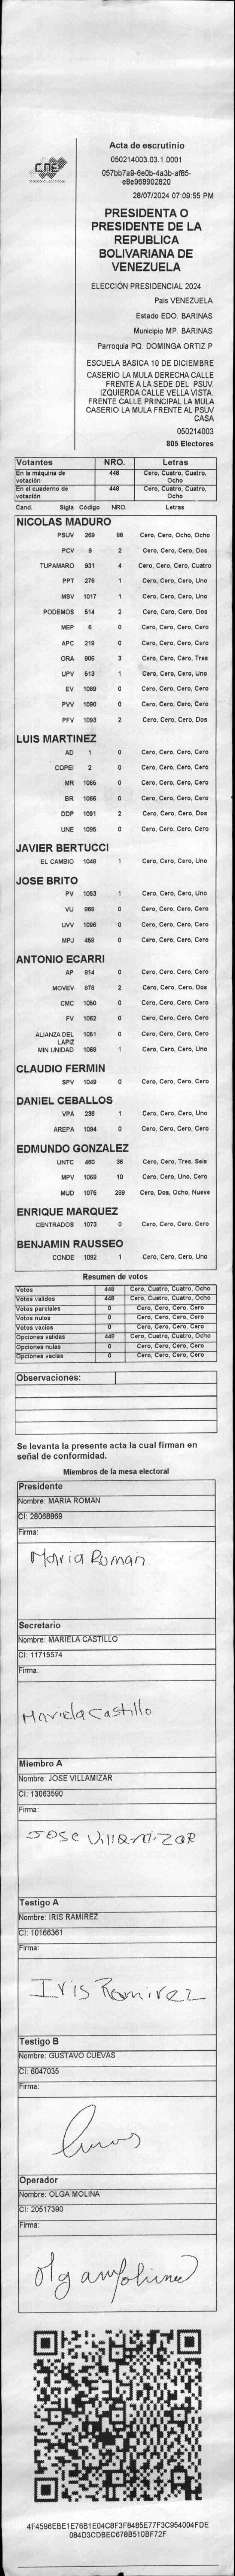 CNE
Acta de escrutinio
050214003.03.1.0001
057bb7a9-6e0b-4a3b-af85-
e8e968902820
28/07/2024 07:09:55 PM
PRESIDENTA O
PRESIDENTE DE LA
REPUBLICA
BOLIVARIANA DE
VENEZUELA
ELECCIÓN PRESIDENCIAL 2024
Pais VENEZUELA
Estado EDO. BARINAS
Municipio MP. BARINAS
Parroquia PQ. DOMINGA ORTIZ P
ESCUELA BASICA 10 DE DICIEMBRE
CASERIO LA MULA DERECHA CALLE
FRENTE A LA SEDE DEL PSUV.
IZQUIERDA CALLE VELLA VISTA.
FRENTE CALLE PRINCIPAL LA MULA
CASERIO LA MULA FRENTE AL PSUV
CASA
050214003
805 Electores
Votantes NRO. Letras
En la máquina de votación 448 Cero, Cuatro, Cuatro, Ocho
En el cuaderno de votación 448 Cero, Cuatro, Cuatro, Ocho
Cand. Sigla Código NRO. Letras
NICOLAS MADURO
PSUV 269 88 Cero, Cero, Ocho, Ocho
PCV 9 2 Cero, Cero, Cero, Dos
TUPAMARO 931 4 Cero, Cero, Cero, Cuatro
PPT 276 1 Cero, Cero, Cero, Uno
MSV 1017 1 Cero, Cero, Cero, Uno
PODEMOS 514 2 Cero, Cero, Cero, Dos
MEP 6 0 Cero, Cero, Cero, Cero
APC 219 0 Cero, Cero, Cero, Cero
ORA 906 3 Cero, Cero, Cero, Tres
UPV 613 1 Cero, Cero, Cero, Uno
EV 1089 0 Cero, Cero, Cero, Cero
PVV 1090 0 Cero, Cero, Cero, Cero
PFV 1093 2 Cero, Cero, Cero, Dos
LUIS MARTINEZ
AD 1 0 Cero, Cero, Cero, Cero
COPEI 2 0 Cero, Cero, Cero, Cero
MR 1065 0 Cero, Cero, Cero, Cero
BR 1066 0 Cero, Cero, Cero, Cero
DDP 1091 2 Cero, Cero, Cero, Dos
UNE 1095 0 Cero, Cero, Cero, Cero
JAVIER BERTUCCI
EL CAMBIO 1048 1 Cero, Cero, Cero, Uno
JOSE BRITO
PV 1053 1 Cero, Cero, Cero, Uno
VU 868 0 Cero, Cero, Cero, Cero
UVV 1096 0 Cero, Cero, Cero, Cero
MPJ 459 0 Cero, Cero, Cero, Cero
ANTONIO ECARRI
AP 814 0 Cero, Cero, Cero, Cero
MOVEV 878 2 Cero, Cero, Cero, Dos
CMC 1050 0 Cero, Cero, Cero, Cero
FV 1052 0 Cero, Cero, Cero, Cero
ALIANZA DEL LAPIZ 1051 0 Cero, Cero, Cero, Cero
MIN UNIDAD 1068 1 Cero, Cero, Cero, Uno
CLAUDIO FERMIN
SPV 1049 0 Cero, Cero, Cero, Cero
DANIEL CEBALLOS
VPA 236 1 Cero, Cero, Cero, Uno
AREPA 1094 0 Cero, Cero, Cero, Cero
EDMUNDO GONZALEZ
UNTC 460 36 Cero, Cero, Tres, Seis
MPV 1069 10 Cero, Cero, Uno, Cero
MUD 1075 289 Cero, Dos, Ocho, Nueve
ENRIQUE MARQUEZ
CENTRADOS 1073 0 Cero, Cero, Cero, Cero
BENJAMIN RAUSSEO
CONDE 1092 1 Cero, Cero, Cero, Uno
Resumen de votos
Votos 448 Cero, Cuatro, Cuatro, Ocho
Votos validos 448 Cero, Cuatro, Cuatro, Ocho
Votos parciales 0 Cero, Cero, Cero, Cero
Votos nulos 0 Cero, Cero, Cero, Cero
Votos vacios 0 Cero, Cero, Cero, Cero
Opciones validas 448 Cero, Cuatro, Cuatro, Ocho
Opciones nulas 0 Cero, Cero, Cero, Cero
Opciones vacias 0 Cero, Cero, Cero, Cero
Observaciones:
Se levanta la presente acta la cual firman en
señal de conformidad.
Miembros de la mesa electoral
Presidente
Nombre: MARIA ROMAN
CI: 28068869
Firma:
Maria Roman
Secretario
Nombre: MARIELA CASTILLO
CI: 11715574
Firma:
Mariela Castillo
Miembro A
Nombre: JOSE VILLAMIZAR
CI: 13063590
Firma:
JOSE VillamizaR
Testigo A
Nombre: IRIS RAMIREZ
CI: 10166361
Firma:
Iris Ramirez
Testigo B
Nombre: GUSTAVO CUEVAS
CI: 6047035
Firma:
Operador
Nombre: OLGA MOLINA
CI: 20517390
Firma:
Olga Molina
4F4596EBE1E76B1E04C8F3F8485E77F3C954004FDE
084D3CDBEC678B510BF72F